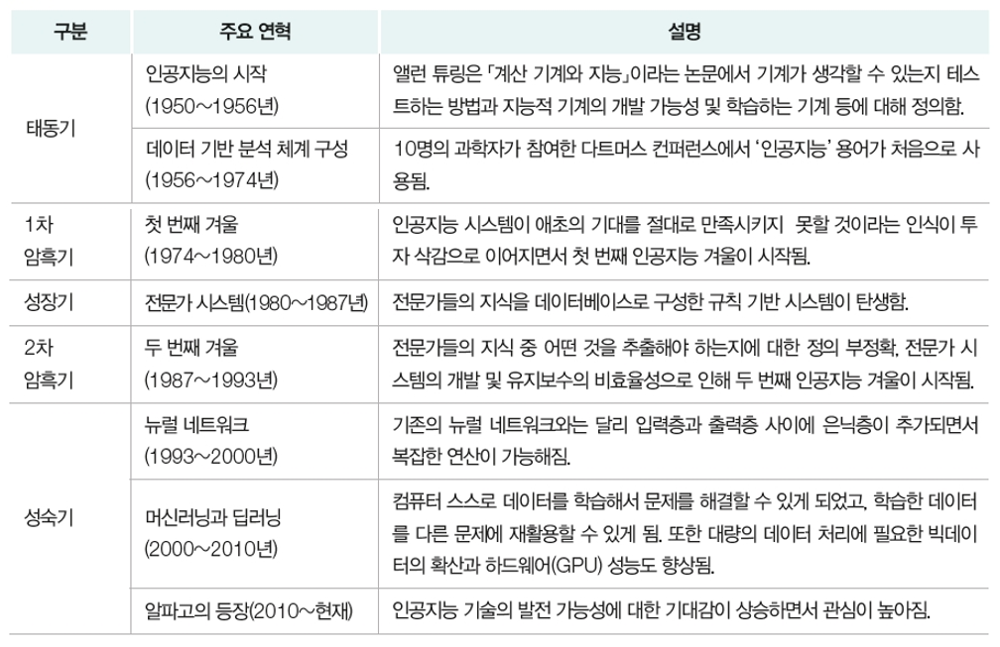 구분
주요 연혁
설명
태동기
인공지능의 시작
(1950~1956년)
앨런 튜링은 「계산 기계와 지능」이라는 논문에서 기계가 생각할 수 있는지 테스
트하는 방법과 지능적 기계의 개발 가능성 및 학습하는 기계 등에 대해 정의함.
데이터 기반 분석 체계 구성
(1956~1974년)
10명의 과학자가 참여한 다트머스 컨퍼런스에서 ‘인공지능’ 용어가 처음으로 사
용됨.
1차
암흑기
첫 번째 겨울
(1974~1980년)
인공지능 시스템이 애초의 기대를 절대로 만족시키지 못할 것이라는 인식이 투
자 삭감으로 이어지면서 첫 번째 인공지능 겨울이 시작됨.
성장기
전문가 시스템(1980~1987년)
전문가들의 지식을 데이터베이스로 구성한 규칙 기반 시스템이 탄생함.
2차
암흑기
두 번째 겨울
(1987~1993년)
전문가들의 지식 중 어떤 것을 추출해야 하는지에 대한 정의 부정확, 전문가 시
스템의 개발 및 유지보수의 비효율성으로 인해 두 번째 인공지능 겨울이 시작됨.
성숙기
뉴럴 네트워크
(1993~2000년)
기존의 뉴럴 네트워크와는 달리 입력층과 출력층 사이에 은닉층이 추가되면서
복잡한 연산이 가능해짐.
머신러닝과 딥러닝
(2000~2010년)
컴퓨터 스스로 데이터를 학습해서 문제를 해결할 수 있게 되었고, 학습한 데이터
를 다른 문제에 재활용할 수 있게 됨. 또한 대량의 데이터 처리에 필요한 빅데이
터의 확산과 하드웨어(GPU) 성능도 향상됨.
알파고의 등장(2010~현재)
인공지능 기술의 발전 가능성에 대한 기대감이 상승하면서 관심이 높아짐.